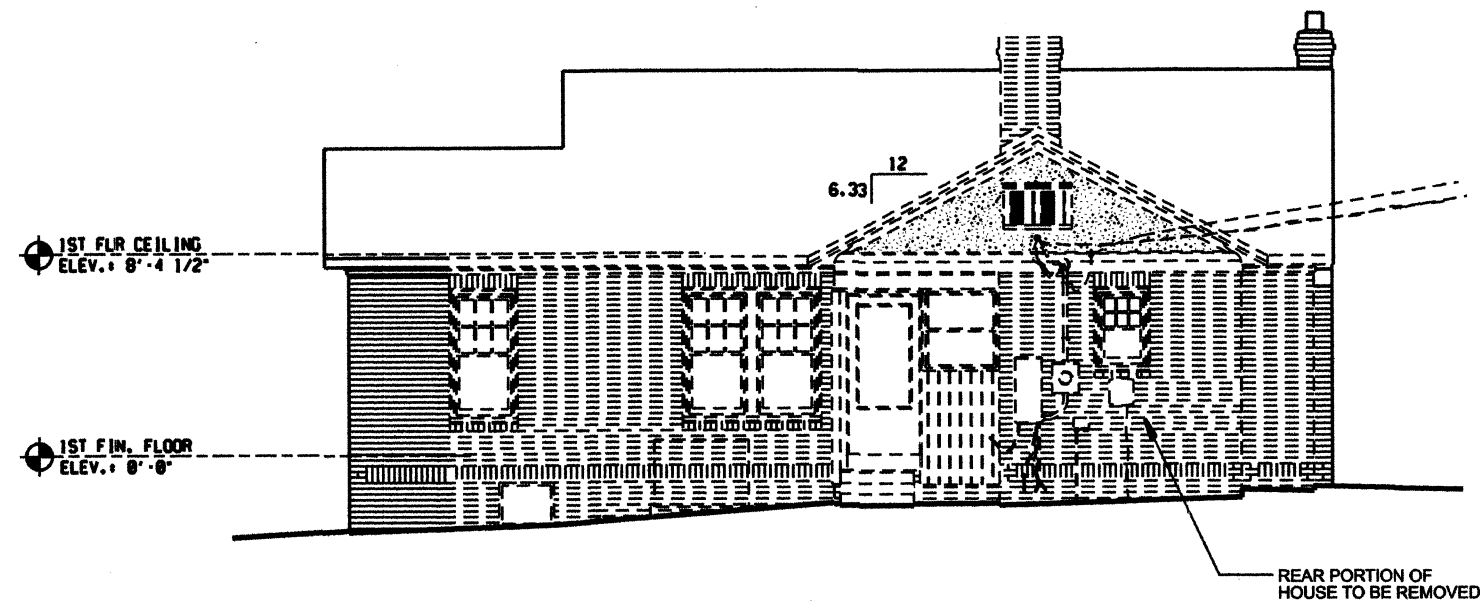 12
6.33
1ST FLR CEILING
ELEV.: 8'-4 1/2"
1ST FIN. FLOOR
ELEV.: 0'-0"
REAR PORTION OF
HOUSE TO BE REMOVED